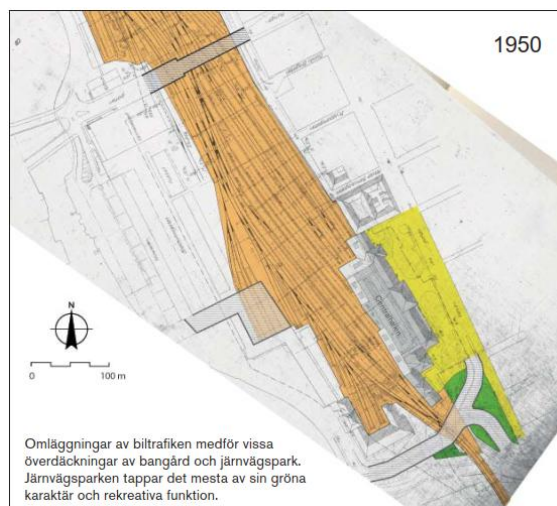 1950
N
0
100 m
Omläggningar av biltrafiken medför vissa
överdäckningar av bangård och järnvägspark.
Järnvägsparken tappar det mesta av sin gröna
karaktär och rekreativa funktion.